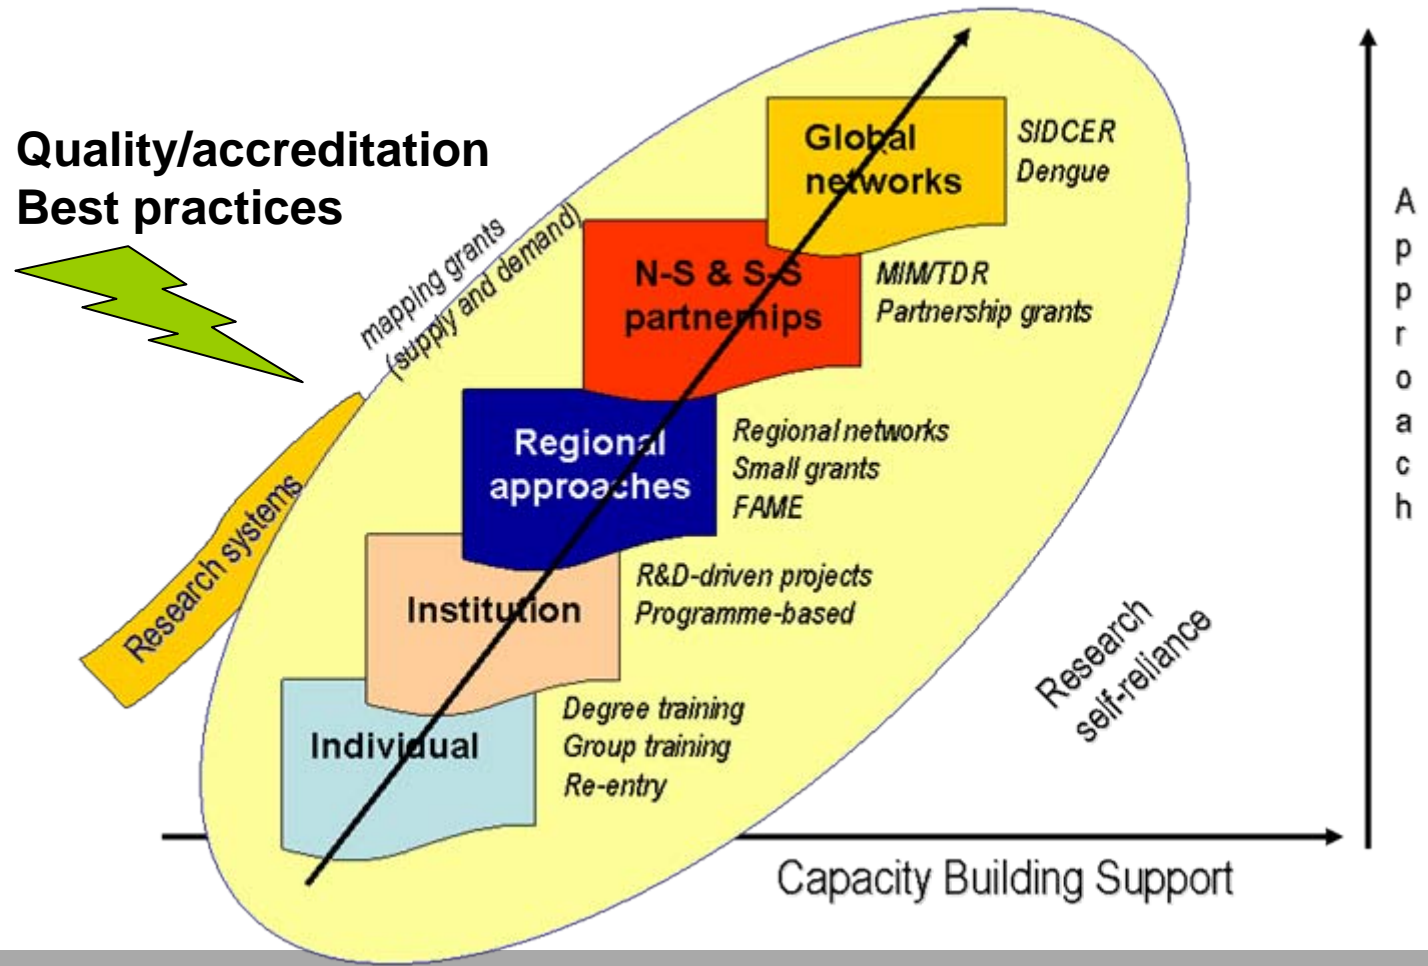 Quality/accreditation
Best practices
mapping grants
(supply and demand)
Research systems
Global
networks
SIDCER
Dengue
N-S & S-S
partnerhips
MIM/TDR
Partnership grants
Regional
approaches
Regional networks
Small grants
FAME
Institution
R&D-driven projects
Programme-based
Individual
Degree training
Group training
Re-entry
Research
self-reliance
Capacity Building Support
Approach